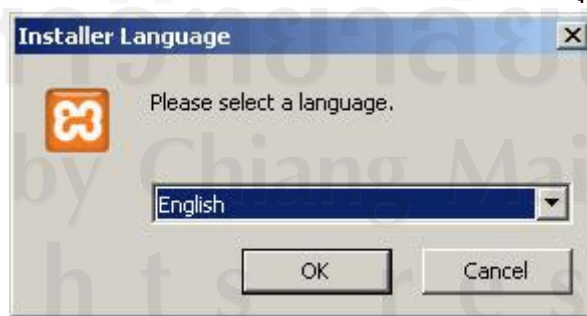 Installer Language
Please select a language.
English
OK
Cancel
by Chiang Mai